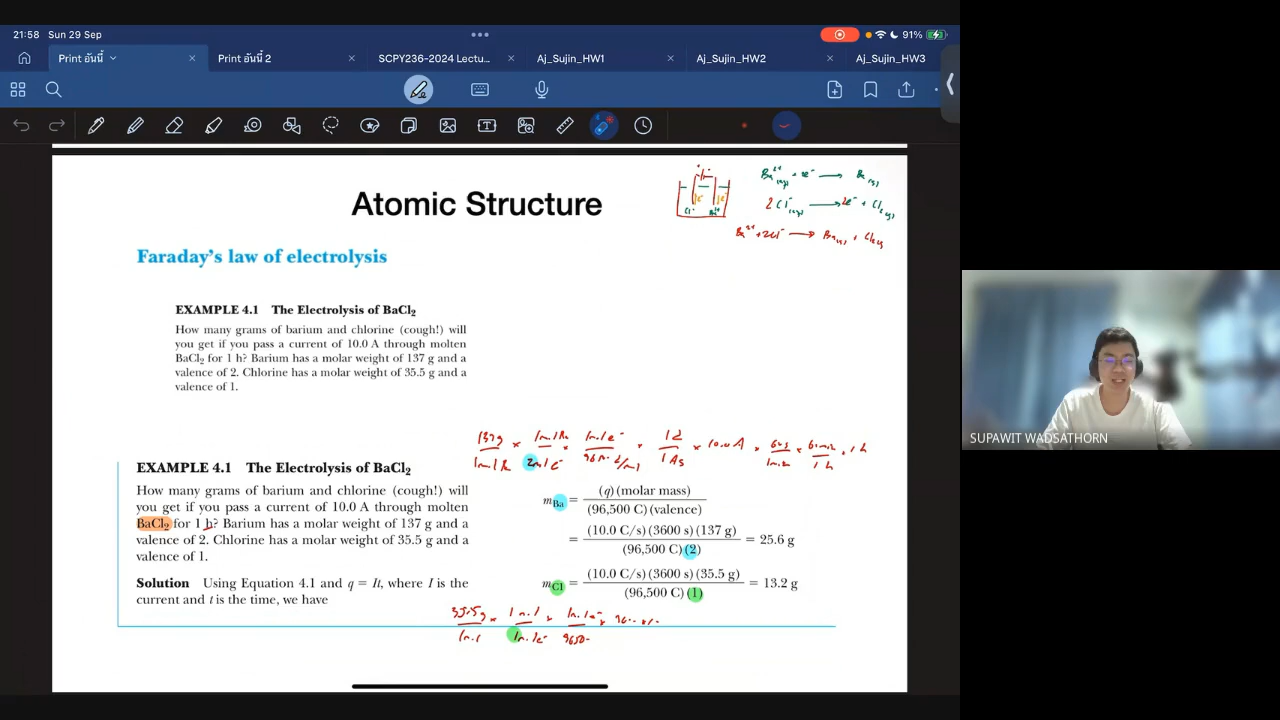 21:58 Sun 29 Sep
91%
Print อันนี้
Print อันนี้ 2
SCPY236-2024 Lectu...
Aj_Sujin_HW1
Aj_Sujin_HW2
Aj_Sujin_HW3
Atomic Structure
Faraday's law of electrolysis
EXAMPLE 4.1 The Electrolysis of BaCl₂
How many grams of barium and chlorine (cough!) will
you get if you pass a current of 10.0 A through molten
BaCl₂ for 1 h? Barium has a molar weight of 137 g and a
valence of 2. Chlorine has a molar weight of 35.5 g and a
valence of 1.
EXAMPLE 4.1 The Electrolysis of BaCl₂
How many grams of barium and chlorine (cough!) will
you get if you pass a current of 10.0 A through molten
BaCl₂ for 1 h? Barium has a molar weight of 137 g and a
valence of 2. Chlorine has a molar weight of 35.5 g and a
valence of 1.
Solution Using Equation 4.1 and q = It, where I is the
current and t is the time, we have
m_Ba = (q)(molar mass) / (96,500 C)(valence)
= (10.0 C/s)(3600 s)(137 g) / (96,500 C)(2) = 25.6 g
m_Cl = (10.0 C/s)(3600 s)(35.5 g) / (96,500 C)(1) = 13.2 g
SUPAWIT WADSATHORN